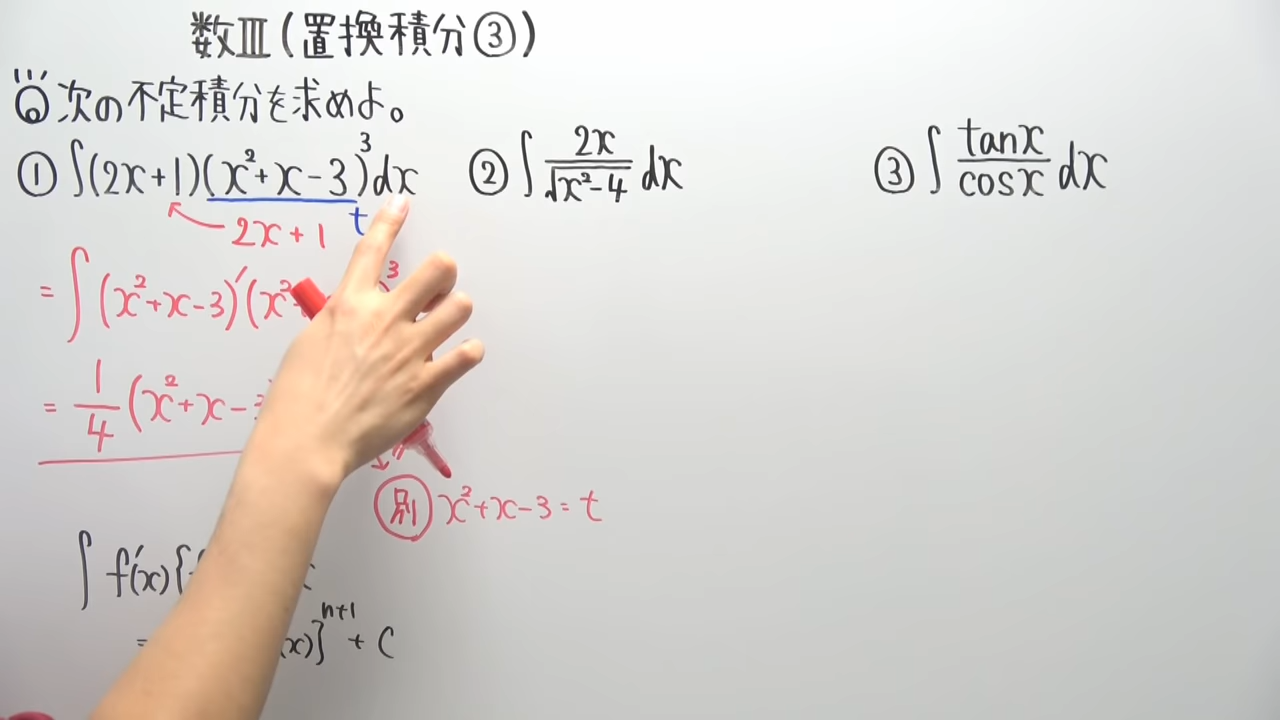 数Ⅲ(置換積分③)
次の不定積分を求めよ。
① ∫(2x+1)(x²+x-3)³dx
② ∫ 2x/√(x²-4) dx
③ ∫ tanx/cosx dx
2x+1
t
= ∫(x²+x-3)′(x² 3
= 1/4 (x²+x-
別 x²+x-3=t
∫f′(x){
= (x)}ⁿ⁺¹ + C